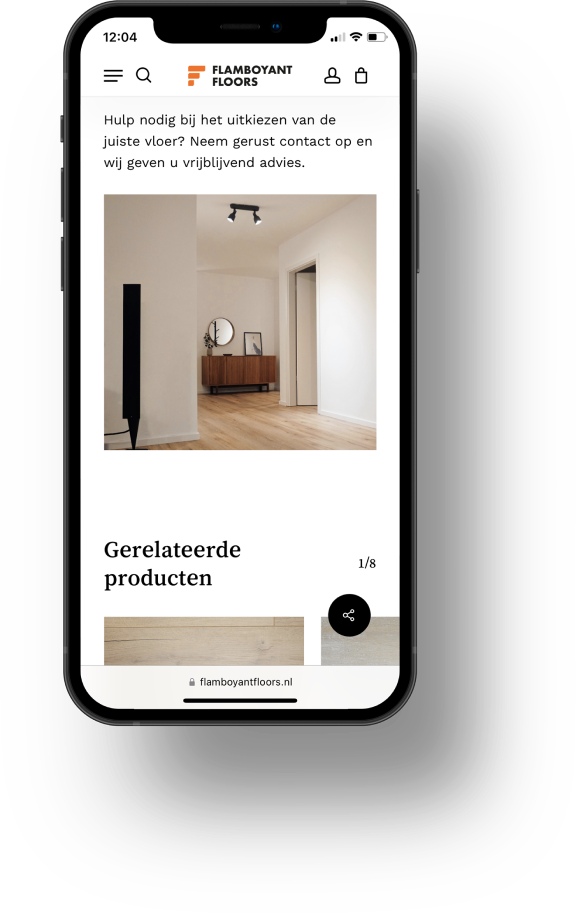 12:04
FLAMBOYANT
FLOORS
Hulp nodig bij het uitkiezen van de
juiste vloer? Neem gerust contact op en
wij geven u vrijblijvend advies.
Gerelateerde
producten
1/8
flamboyantfloors.nl